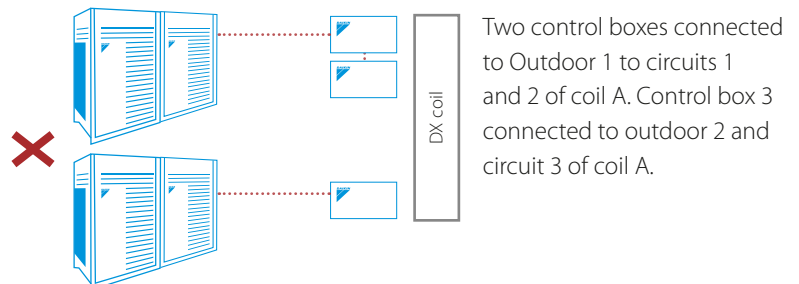 DX coil
Two control boxes connected
to Outdoor 1 to circuits 1
and 2 of coil A. Control box 3
connected to outdoor 2 and
circuit 3 of coil A.